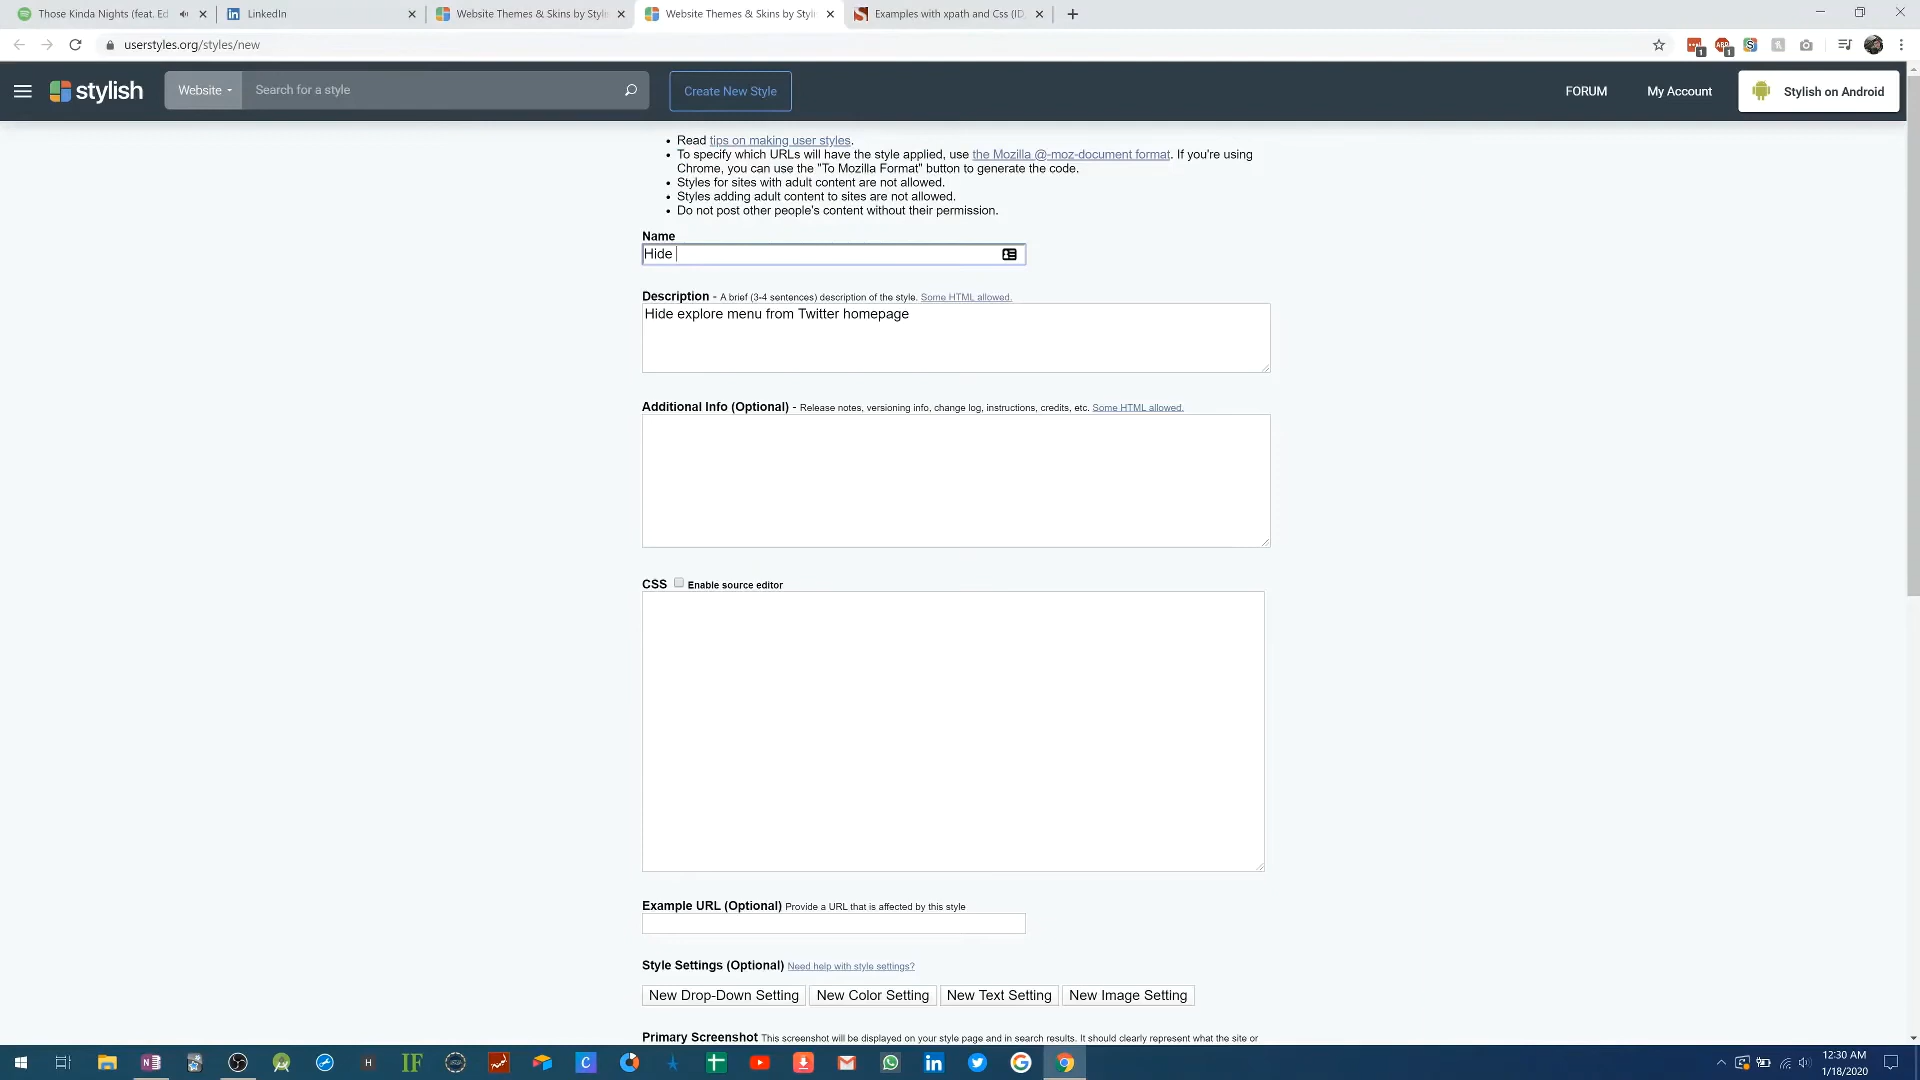 Those Kinda Nights (feat. Ed
LinkedIn
Website Themes & Skins by Styli
Website Themes & Skins by Styli
Examples with xpath and Css (ID,
userstyles.org/styles/new
stylish
Website
Search for a style
Create New Style
FORUM
My Account
Stylish on Android
Read tips on making user styles.
To specify which URLs will have the style applied, use the Mozilla @-moz-document format. If you're using
Chrome, you can use the "To Mozilla Format" button to generate the code.
Styles for sites with adult content are not allowed.
Styles adding adult content to sites are not allowed.
Do not post other people's content without their permission.
Name
Hide
Description - A brief (3-4 sentences) description of the style. Some HTML allowed.
Hide explore menu from Twitter homepage
Additional Info (Optional) - Release notes, versioning info, change log, instructions, credits, etc. Some HTML allowed.
CSS Enable source editor
Example URL (Optional) Provide a URL that is affected by this style
Style Settings (Optional) Need help with style settings?
New Drop-Down Setting New Color Setting New Text Setting New Image Setting
Primary Screenshot This screenshot will be displayed on your style page and in search results. It should clearly represent what the site or
12:30 AM
1/18/2020